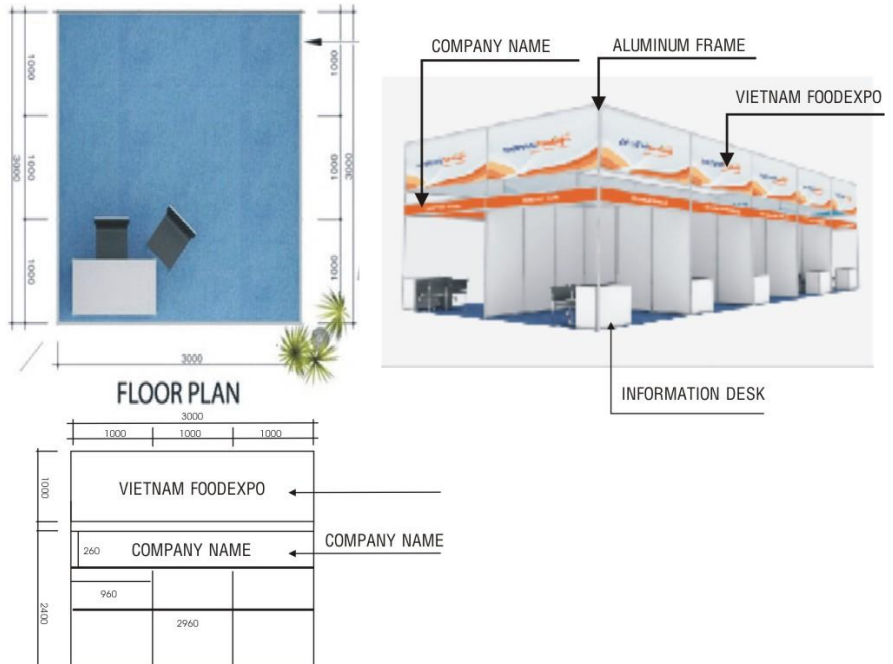 COMPANY NAME
ALUMINUM FRAME
VIETNAM FOODEXPO
1000
1000
1000
3000
1000
1000
1000
3000
3000
INFORMATION DESK
FLOOR PLAN
3000
1000
1000
1000
1000
VIETNAM FOODEXPO
260
COMPANY NAME
COMPANY NAME
960
2400
2960